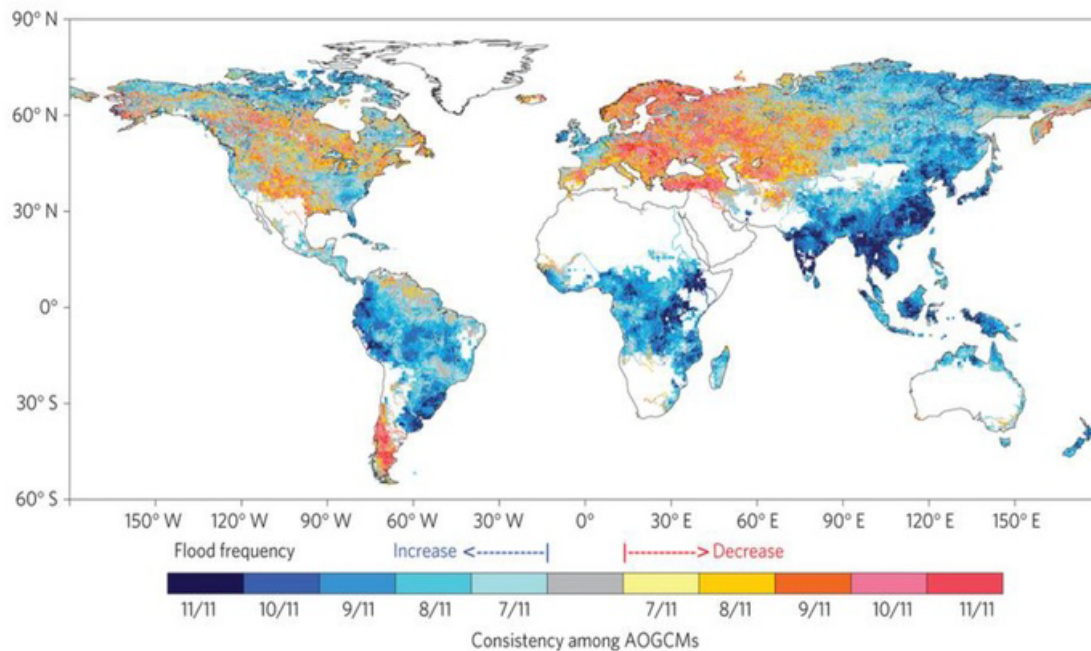 90° N
60° N
30° N
0°
30° S
60° S
150° W 120° W 90° W 60° W 30° W 0° 30° E 60° E 90° E 120° E 150° E
Flood frequency Increase Decrease
11/11 10/11 9/11 8/11 7/11 7/11 8/11 9/11 10/11 11/11
Consistency among AOGCMs